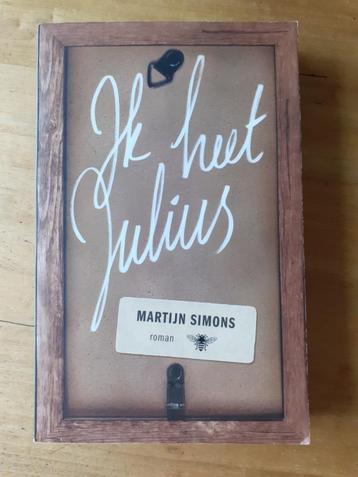 Ik heet
Julius
MARTIJN SIMONS
roman